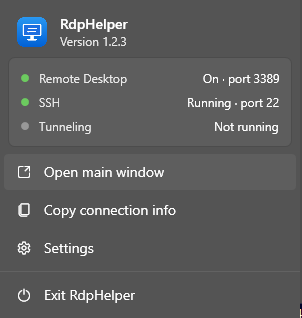 RdpHelper
Version 1.2.3
Remote Desktop On · port 3389
SSH Running · port 22
Tunneling Not running
Open main window
Copy connection info
Settings
Exit RdpHelper